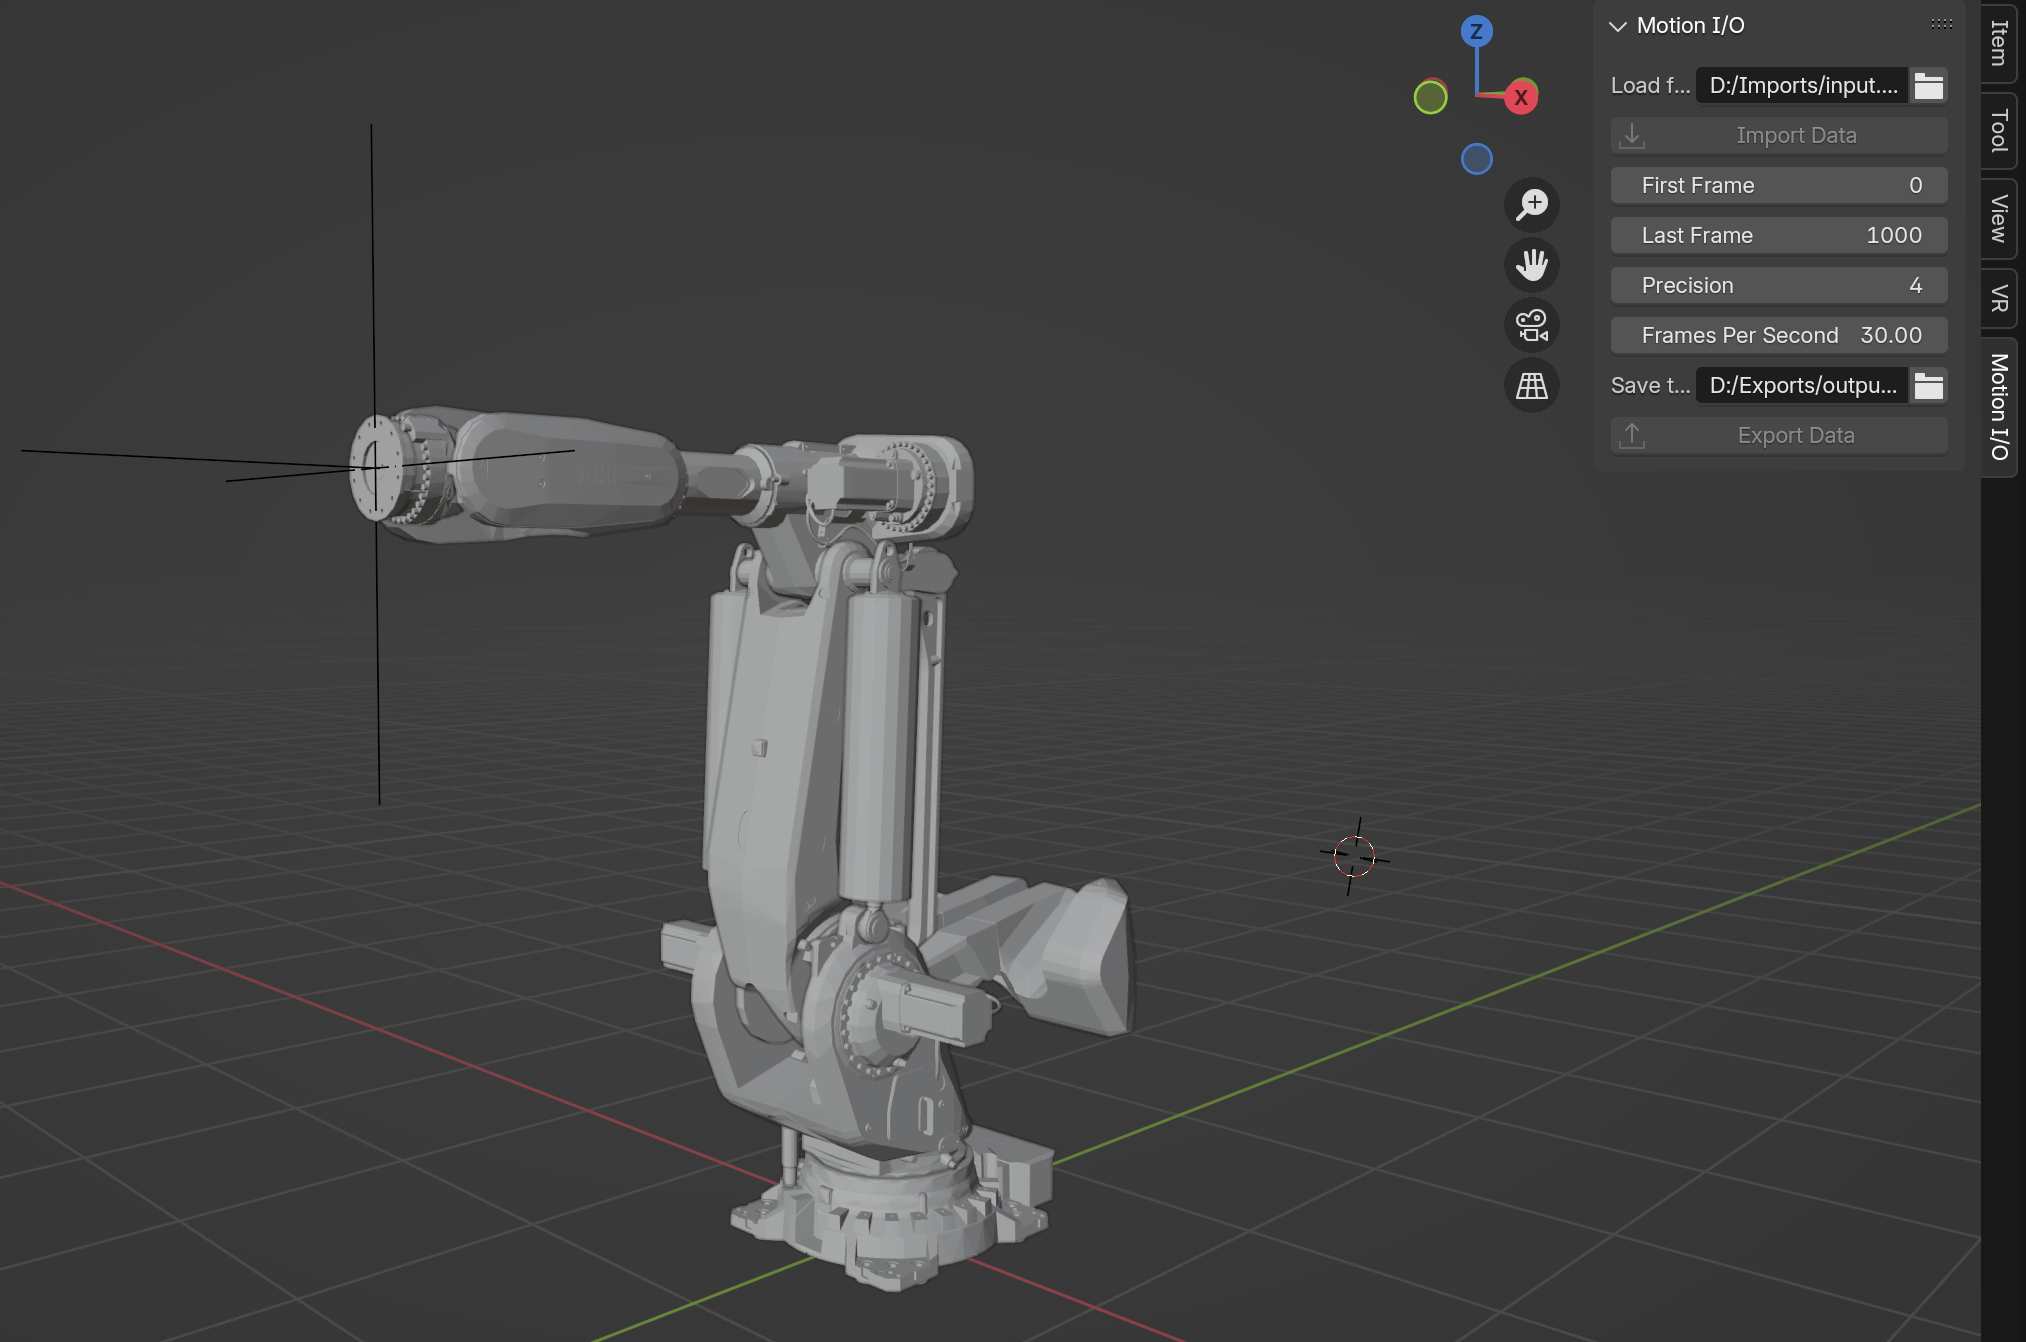 Motion I/O
Load f... D:/Imports/input....
Import Data
First Frame 0
Last Frame 1000
Precision 4
Frames Per Second 30.00
Save t... D:/Exports/outpu...
Export Data
Z
X
Item
Tool
View
VR
Motion I/O